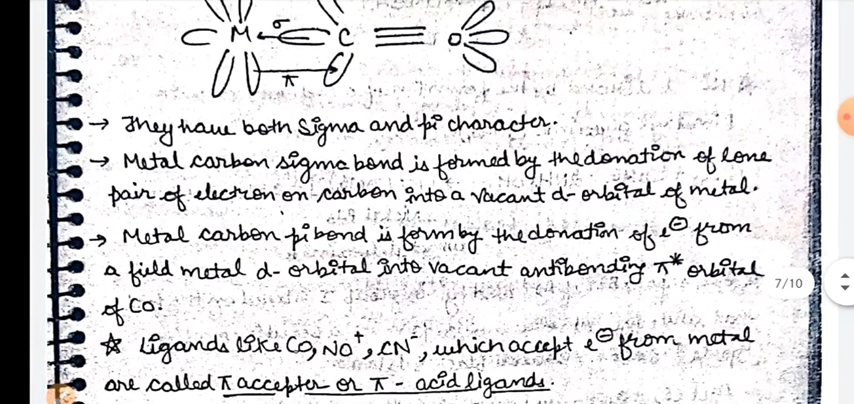 M σ C ≡ O
π
→ They have both Sigma and pi character.
→ Metal carbon sigma bond is formed by the donation of lone
pair of electron on carbon into a vacant d-orbital of metal.
→ Metal carbon pi bond is form by the donation of e⊖ from
a field metal d-orbital into vacant antibonding π* orbital
7/10
of CO.
☆ Ligands like CO, NO⁺, CN⁻, which accept e⊖ from metal
are called π accepter or π-acid ligands.